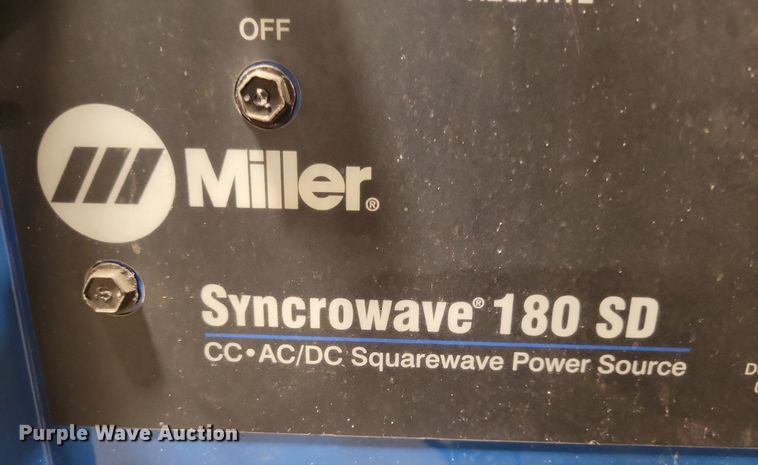 OFF
Miller®
Syncrowave® 180 SD
CC•AC/DC Squarewave Power Source
Purple Wave Auction